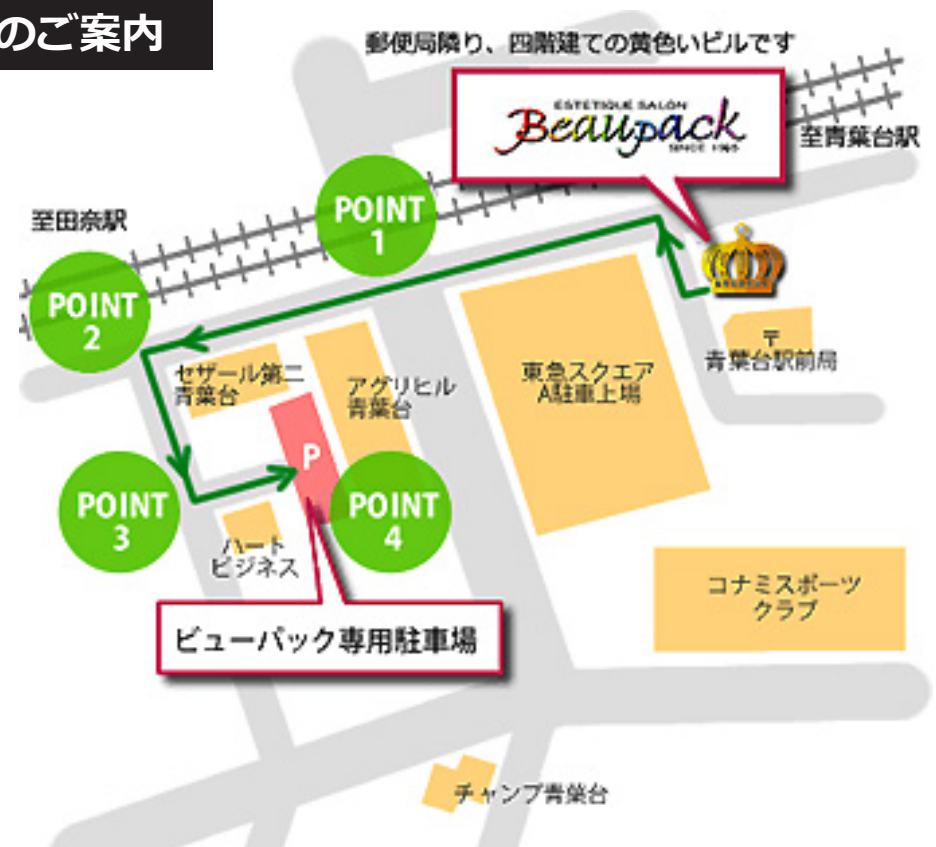 のご案内
郵便局隣り、四階建ての黄色いビルです
ESTETIQUE SALON
Beaupack
SINCE 1985
至青葉台駅
至田奈駅
POINT
1
POINT
2
セザール第二
青葉台
アグリヒル
青葉台
東急スクエア
A駐車上場
〒
青葉台駅前局
P
POINT
3
POINT
4
ハート
ビジネス
コナミスポーツ
クラブ
ビューパック専用駐車場
チャンプ青葉台